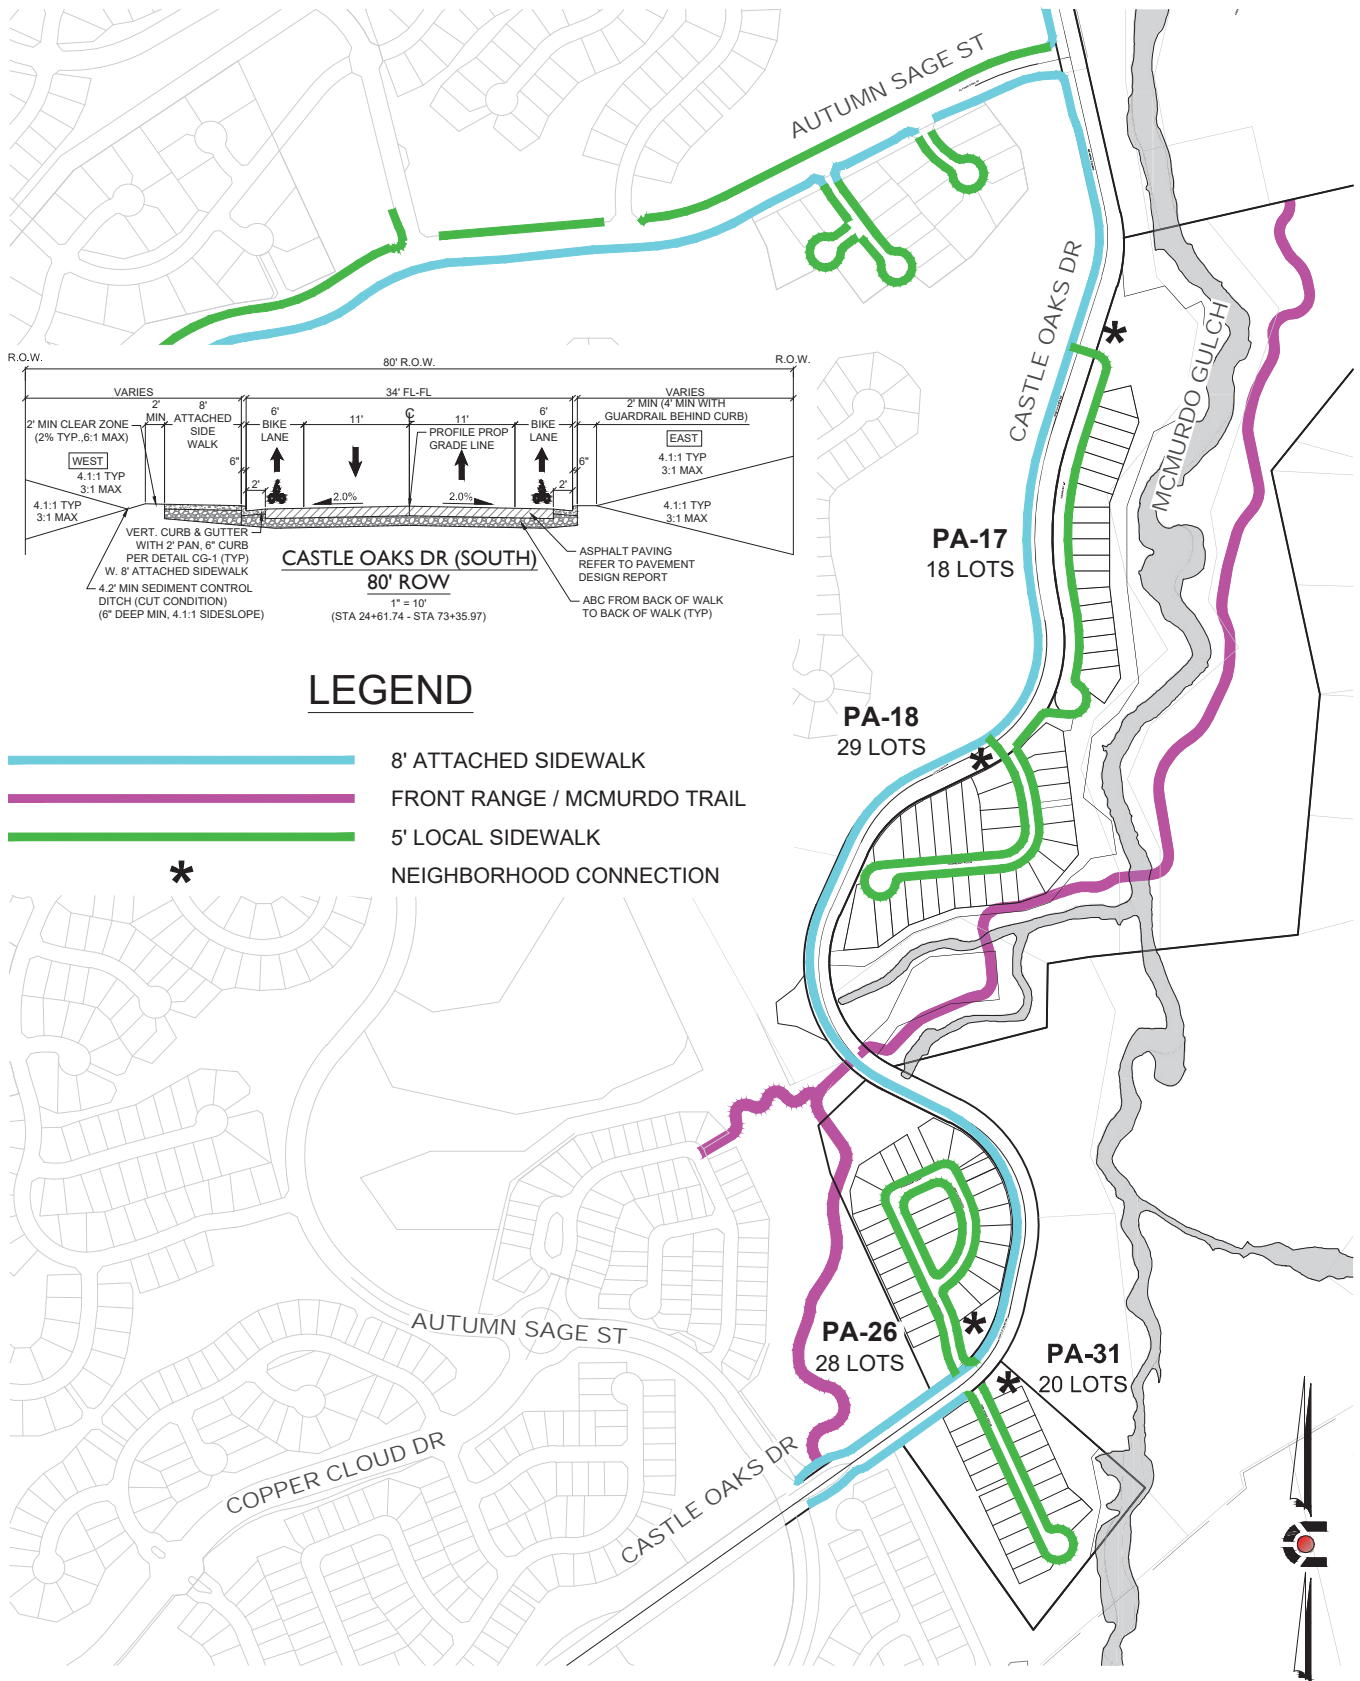 AUTUMN SAGE ST
CASTLE OAKS DR
MCMURDO GULCH
R.O.W.
80' R.O.W.
R.O.W.
VARIES
34' FL-FL
VARIES
2' MIN (4' MIN WITH
GUARDRAIL BEHIND CURB)
2'
MIN
8'
ATTACHED
SIDE
WALK
6'
BIKE
LANE
11'
℄
11'
6'
BIKE
LANE
2' MIN CLEAR ZONE
(2% TYP.,6:1 MAX)
PROFILE PROP
GRADE LINE
WEST
EAST
4.1:1 TYP
3:1 MAX
4.1:1 TYP
3:1 MAX
6"
6"
2'
2'
2.0%
2.0%
4.1:1 TYP
3:1 MAX
4.1:1 TYP
3:1 MAX
VERT. CURB & GUTTER
WITH 2' PAN, 6" CURB
PER DETAIL CG-1 (TYP)
W. 8' ATTACHED SIDEWALK
4.2' MIN SEDIMENT CONTROL
DITCH (CUT CONDITION)
(6" DEEP MIN, 4.1:1 SIDESLOPE)
ASPHALT PAVING
REFER TO PAVEMENT
DESIGN REPORT
ABC FROM BACK OF WALK
TO BACK OF WALK (TYP)
CASTLE OAKS DR (SOUTH)
80' ROW
1" = 10'
(STA 24+61.74 - STA 73+35.97)
PA-17
18 LOTS
LEGEND
8' ATTACHED SIDEWALK
FRONT RANGE / MCMURDO TRAIL
5' LOCAL SIDEWALK
* NEIGHBORHOOD CONNECTION
PA-18
29 LOTS
AUTUMN SAGE ST
PA-26
28 LOTS
PA-31
20 LOTS
COPPER CLOUD DR
CASTLE OAKS DR